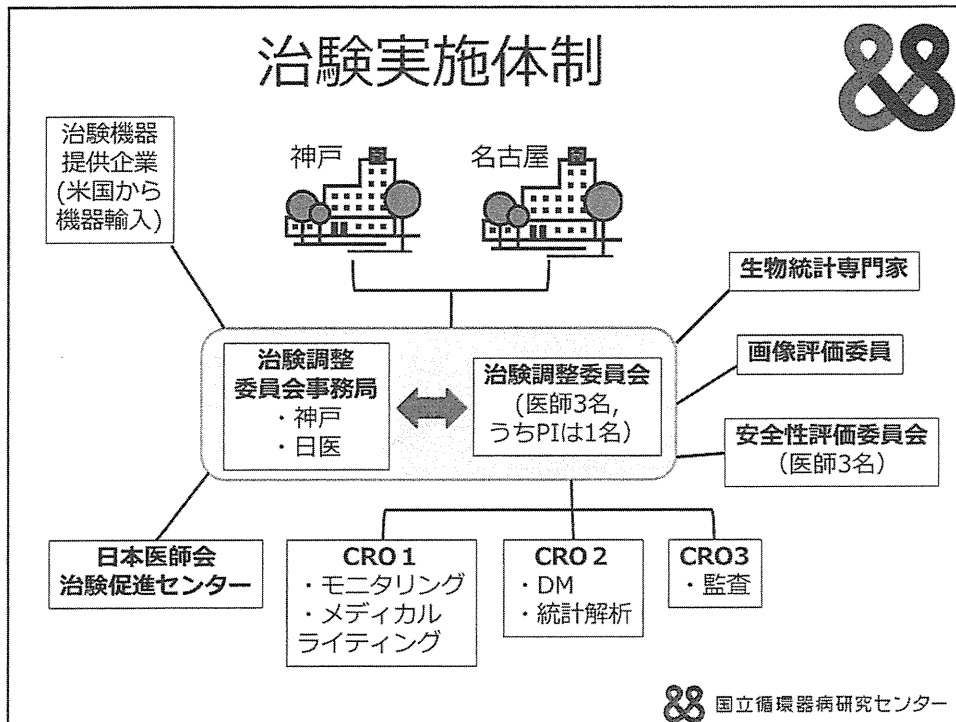 治験実施体制
治験機器
提供企業
(米国から
機器輸入)
神戸
名古屋
生物統計専門家
画像評価委員
安全性評価委員会
（医師3名）
治験調整
委員会事務局
・神戸
・日医
治験調整委員会
(医師3名,
うちPIは1名）
日本医師会
治験促進センター
CRO 1
・モニタリング
・メディカル
ライティング
CRO 2
・DM
・統計解析
CRO3
・監査
国立循環器病研究センター